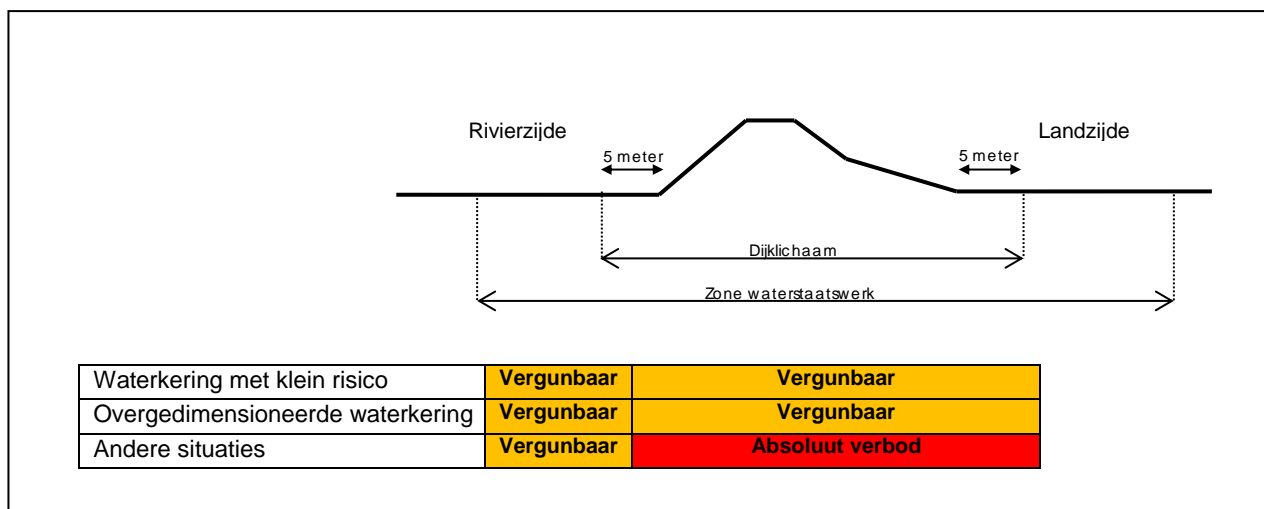 Rivierzijde
Landzijde
5 meter
5 meter
Dijklichaam
Zone waterstaatswerk
Waterkering met klein risico Vergunbaar Vergunbaar
Overgedimensioneerde waterkering Vergunbaar Vergunbaar
Andere situaties Vergunbaar Absoluut verbod